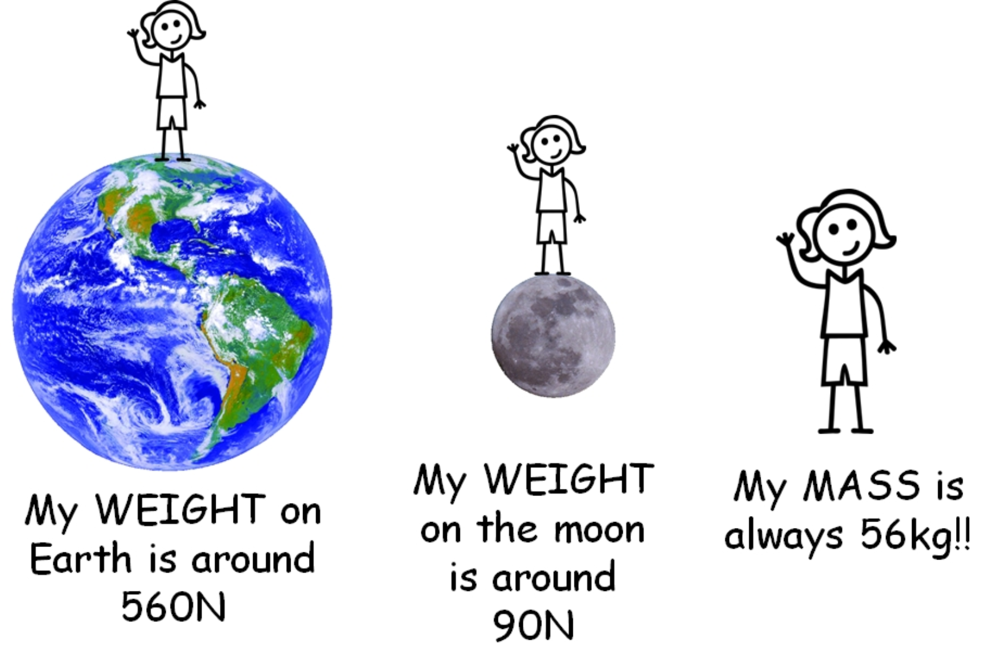 My WEIGHT on
Earth is around
560N
My WEIGHT
on the moon
is around
90N
My MASS is
always 56kg!!